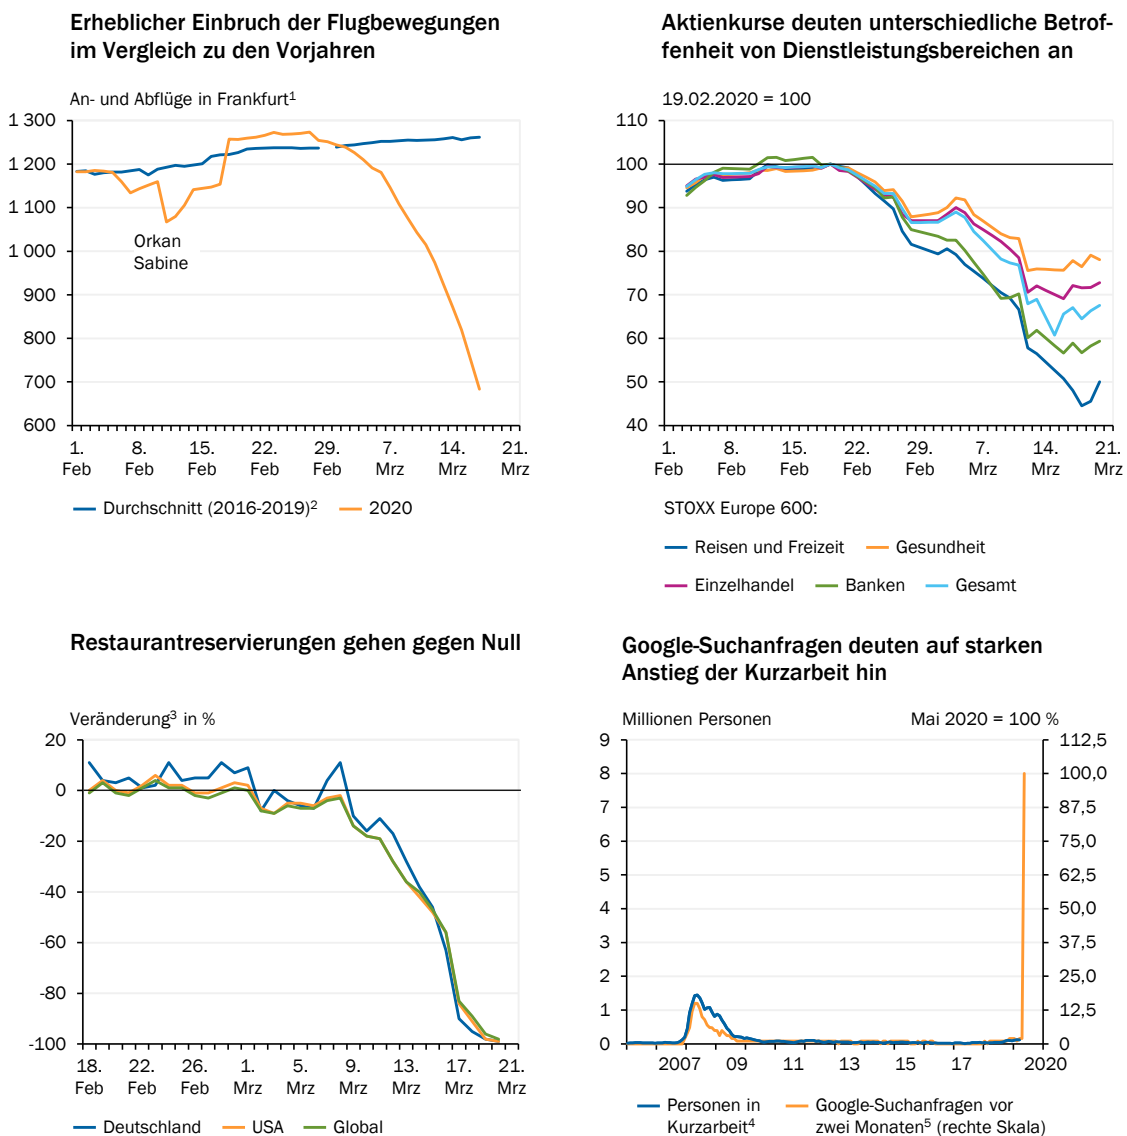 Erheblicher Einbruch der Flugbewegungen
im Vergleich zu den Vorjahren
An- und Abflüge in Frankfurt¹
1 300
1 200
1 100
1 000
900
800
700
600
Orkan
Sabine
1. 8. 15. 22. 29. 7. 14. 21.
Feb Feb Feb Feb Feb Mrz Mrz Mrz
Durchschnitt (2016-2019)² 2020
Aktienkurse deuten unterschiedliche Betrof-
fenheit von Dienstleistungsbereichen an
19.02.2020 = 100
110
100
90
80
70
60
50
40
1. 8. 15. 22. 29. 7. 14. 21.
Feb Feb Feb Feb Feb Mrz Mrz Mrz
STOXX Europe 600:
Reisen und Freizeit Gesundheit
Einzelhandel Banken Gesamt
Restaurantreservierungen gehen gegen Null
Veränderung³ in %
20
0
-20
-40
-60
-80
-100
18. 22. 26. 1. 5. 9. 13. 17. 21.
Feb Feb Feb Mrz Mrz Mrz Mrz Mrz Mrz
Deutschland USA Global
Google-Suchanfragen deuten auf starken
Anstieg der Kurzarbeit hin
Millionen Personen Mai 2020 = 100 %
9 112,5
8 100,0
7 87,5
6 75,0
5 62,5
4 50,0
3 37,5
2 25,0
1 12,5
0 0
2007 09 11 13 15 17 2020
Personen in Google-Suchanfragen vor
Kurzarbeit⁴ zwei Monaten⁵ (rechte Skala)